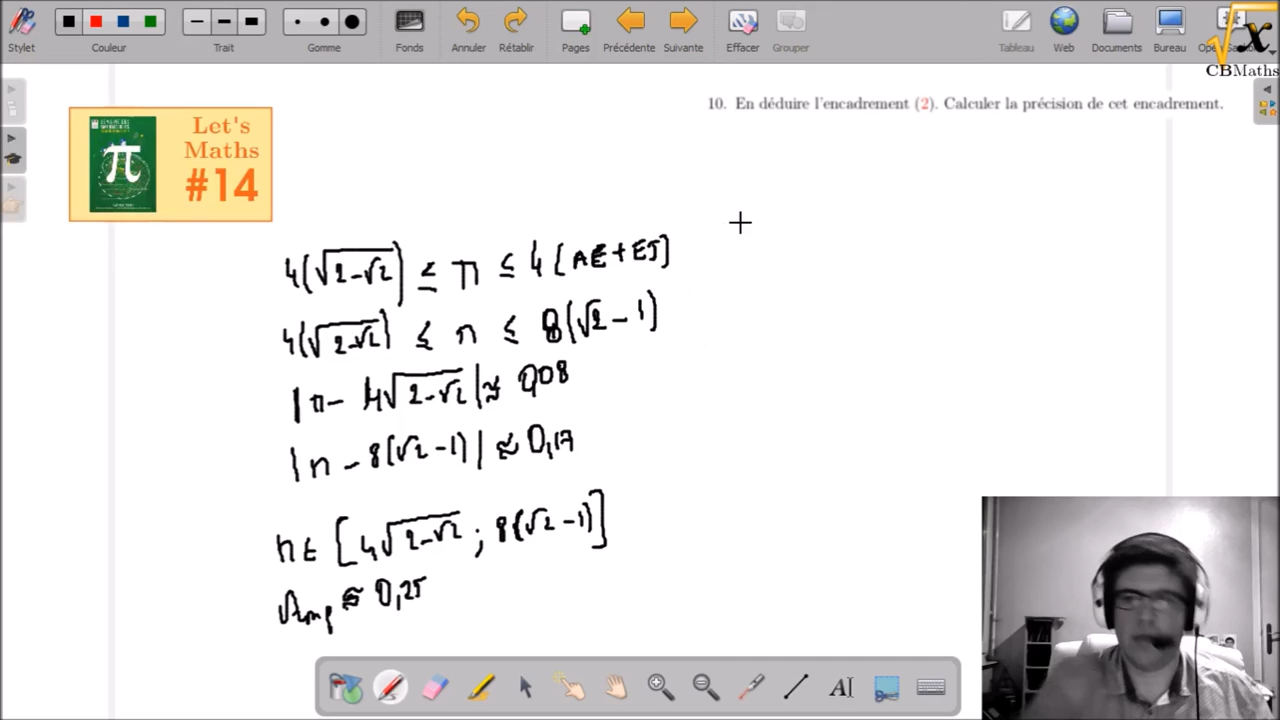 Stylet Couleur Trait Gomme Fonds Annuler Rétablir Pages Précédente Suivante Effacer Grouper Tableau Web Documents Bureau
CBMaths
10. En déduire l'encadrement (2). Calculer la précision de cet encadrement.
Let's
Maths
#14
π
4(√(2-√2)) ≤ π ≤ 4[AE+EJ]
4(√(2-√2)) ≤ π ≤ 8(√2-1)
|π - 4√(2-√2)| ≈ 0,08
|π - 8(√2-1)| ≈ 0,17
π ∈ [4√(2-√2) ; 8(√2-1)]
Amp ≈ 0,25
AI